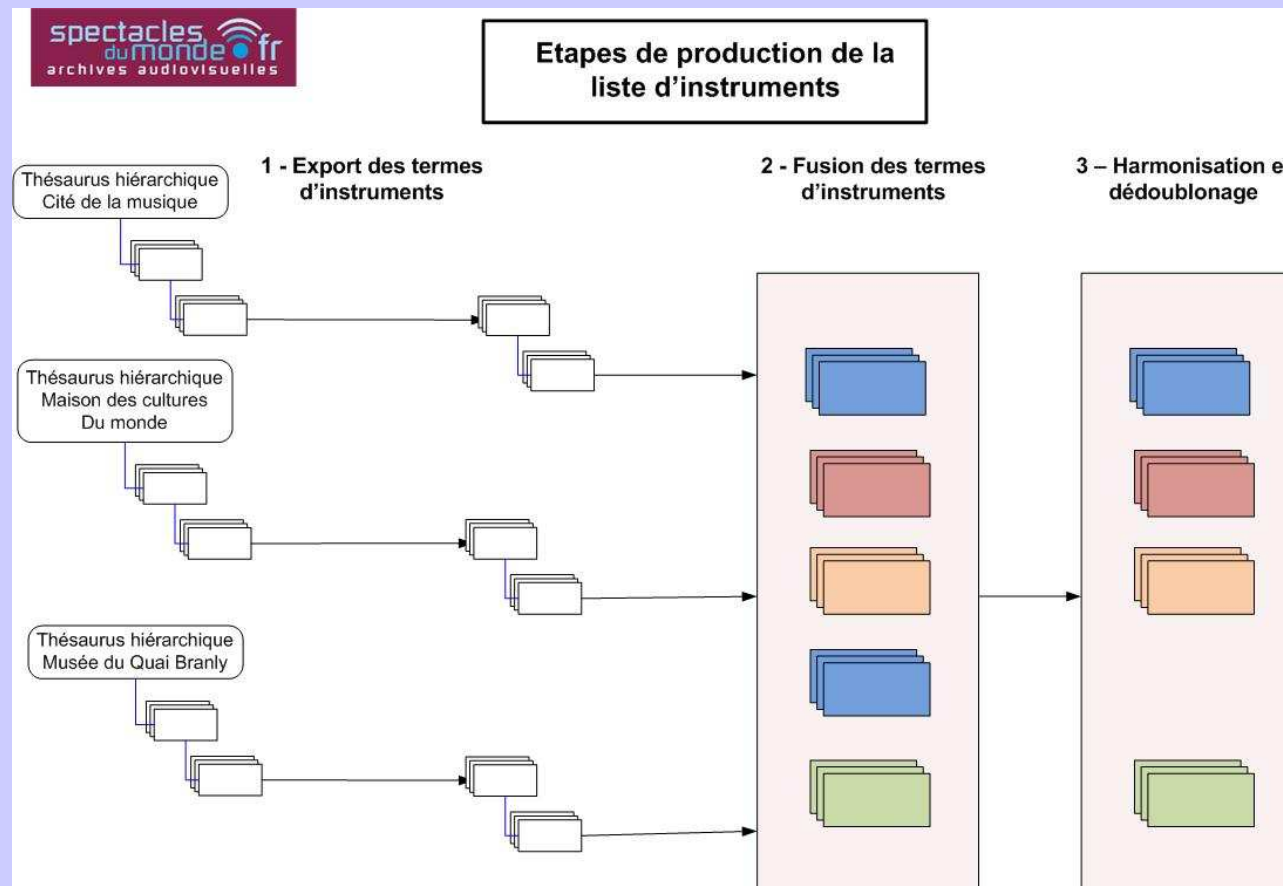 spectacles
du monde.fr
archives audiovisuelles
Etapes de production de la
liste d'instruments
1 - Export des termes
d'instruments
2 - Fusion des termes
d'instruments
3 – Harmonisation e
dédoublonage
Thésaurus hiérarchique
Cité de la musique
Thésaurus hiérarchique
Maison des cultures
Du monde
Thésaurus hiérarchique
Musée du Quai Branly